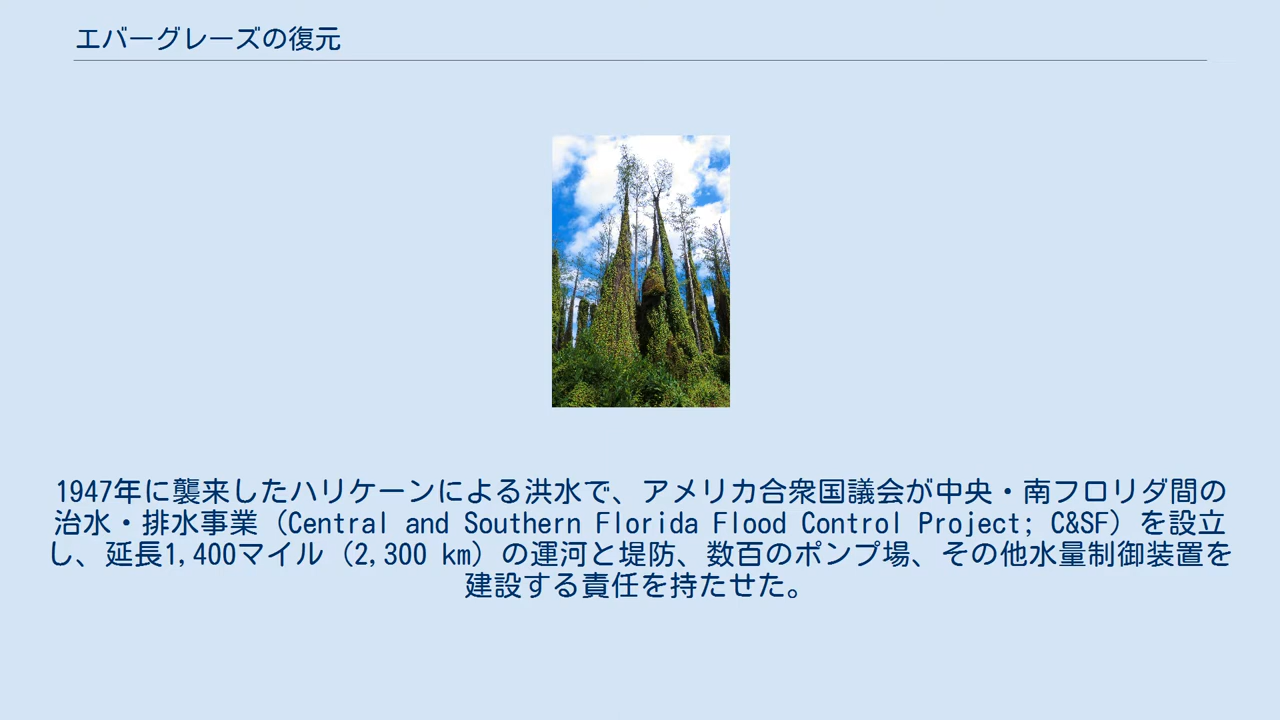 エバーグレーズの復元
1947年に襲来したハリケーンによる洪水で、アメリカ合衆国議会が中央・南フロリダ間の
治水・排水事業（Central and Southern Florida Flood Control Project; C&SF）を設立
し、延長1,400マイル（2,300 km）の運河と堤防、数百のポンプ場、その他水量制御装置を
建設する責任を持たせた。